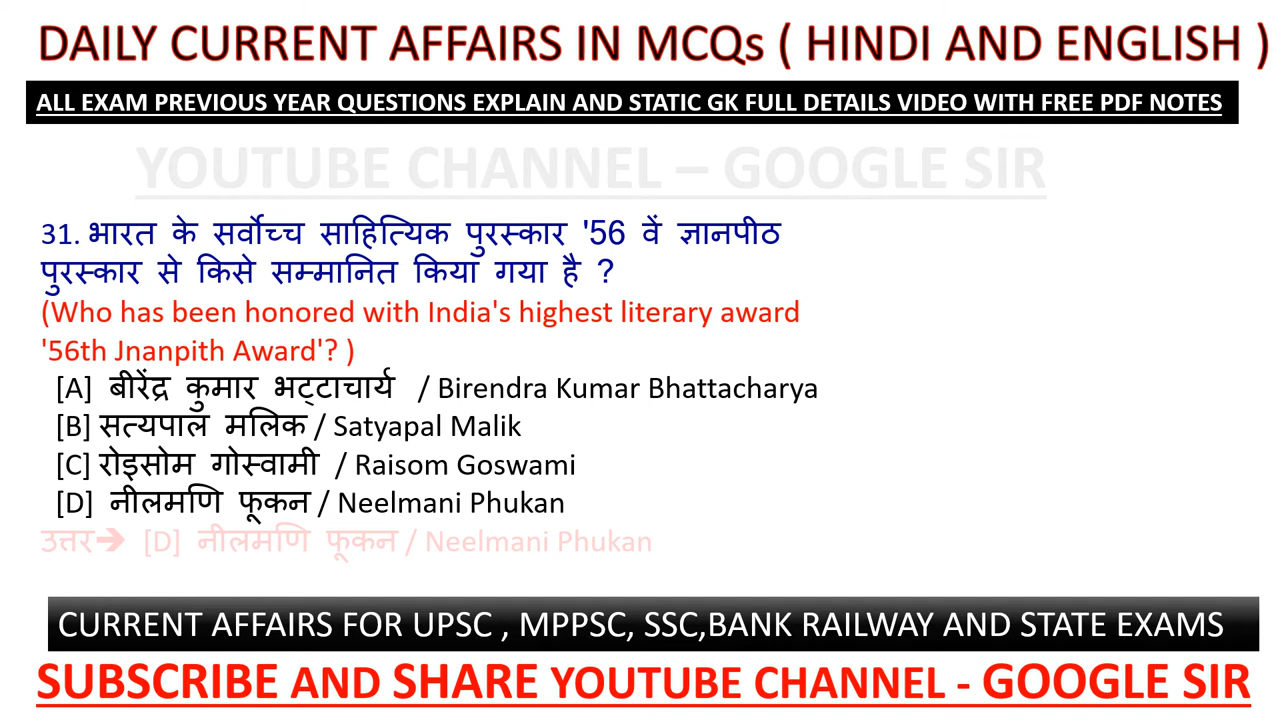 DAILY CURRENT AFFAIRS IN MCQs ( HINDI AND ENGLISH )
ALL EXAM PREVIOUS YEAR QUESTIONS EXPLAIN AND STATIC GK FULL DETAILS VIDEO WITH FREE PDF NOTES
YOUTUBE CHANNEL – GOOGLE SIR
31. भारत के सर्वोच्च साहित्यिक पुरस्कार '56 वें ज्ञानपीठ
पुरस्कार से किसे सम्मानित किया गया है ?
(Who has been honored with India's highest literary award
'56th Jnanpith Award'? )
[A] बीरेंद्र कुमार भट्टाचार्य / Birendra Kumar Bhattacharya
[B] सत्यपाल मलिक / Satyapal Malik
[C] रोइसोम गोस्वामी / Raisom Goswami
[D] नीलमणि फूकन / Neelmani Phukan
उत्तर➔ [D] नीलमणि फूकन / Neelmani Phukan
CURRENT AFFAIRS FOR UPSC , MPPSC, SSC,BANK RAILWAY AND STATE EXAMS
SUBSCRIBE AND SHARE YOUTUBE CHANNEL - GOOGLE SIR